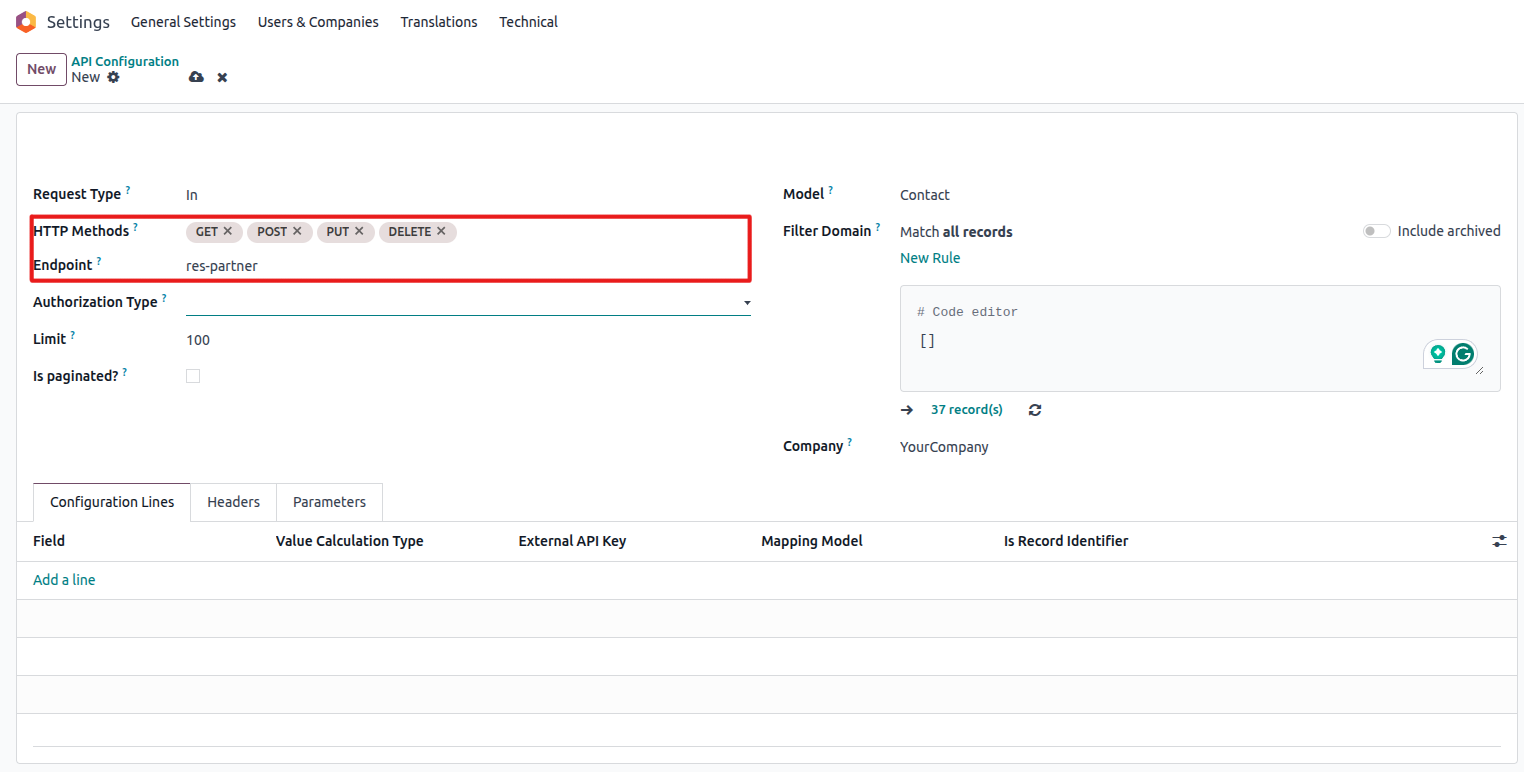 Settings General Settings Users & Companies Translations Technical
New API Configuration
New
Request Type ? In
HTTP Methods ? GET POST PUT DELETE
Endpoint ? res-partner
Authorization Type ?
Limit ? 100
Is paginated? ?
Model ? Contact
Filter Domain ? Match all records Include archived
New Rule
# Code editor
[]
37 record(s)
Company ? YourCompany
Configuration Lines Headers Parameters
Field Value Calculation Type External API Key Mapping Model Is Record Identifier
Add a line